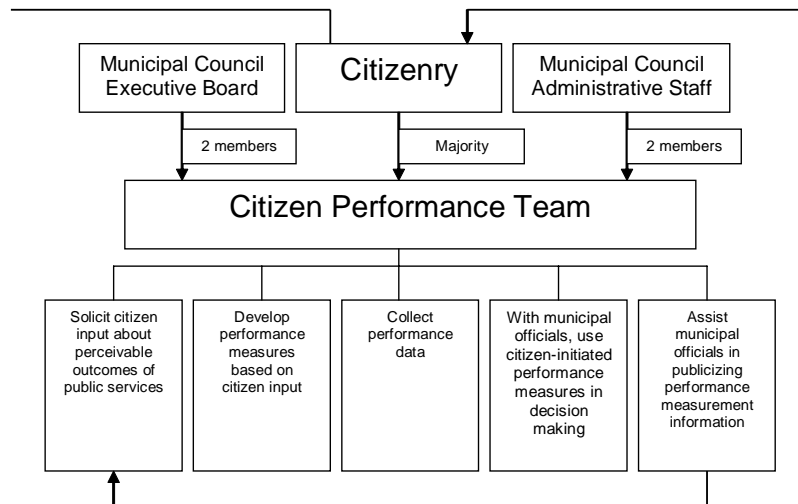 Municipal Council
Executive Board
Citizenry
Municipal Council
Administrative Staff
2 members
Majority
2 members
Citizen Performance Team
Solicit citizen
input about
perceivable
outcomes of
public services
Develop
performance
measures
based on
citizen input
Collect
performance
data
With municipal
officials, use
citizen-initiated
performance
measures in
decision
making
Assist
municipal
officials in
publicizing
performance
measurement
information